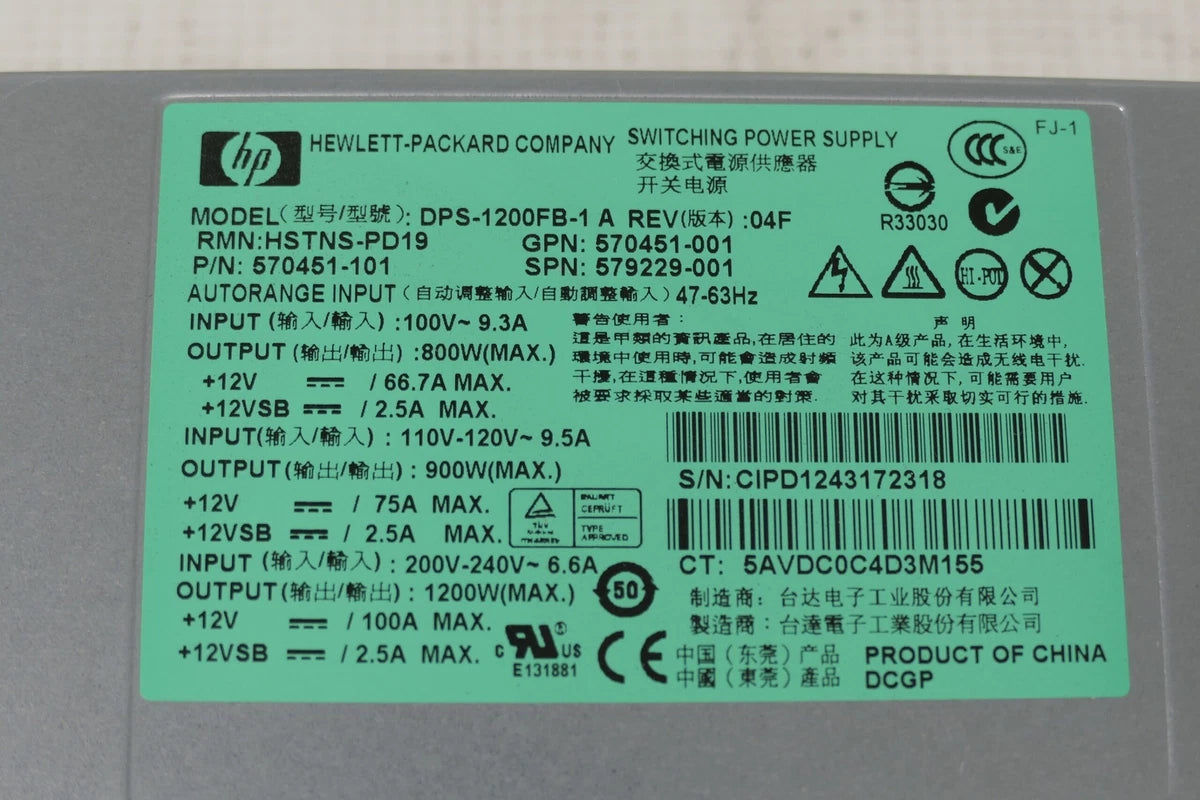 hp HEWLETT-PACKARD COMPANY SWITCHING POWER SUPPLY
交換式電源供應器
开关电源
FJ-1
CCC S&E
R33030
MODEL(型号/型號): DPS-1200FB-1 A REV(版本):04F
RMN:HSTNS-PD19 GPN: 570451-001
P/N: 570451-101 SPN: 579229-001
HI-POT
AUTORANGE INPUT (自动调整输入/自動調整輸入) 47-63Hz
INPUT (输入/輸入) :100V~ 9.3A
OUTPUT (输出/輸出) :800W(MAX.)
+12V / 66.7A MAX.
+12VSB / 2.5A MAX.
INPUT(输入/輸入) : 110V-120V~ 9.5A
OUTPUT(输出/輸出) : 900W(MAX.)
+12V / 75A MAX.
+12VSB / 2.5A MAX.
INPUT (输入/輸入) : 200V-240V~ 6.6A
OUTPUT(输出/輸出) : 1200W(MAX.)
+12V / 100A MAX.
+12VSB / 2.5A MAX.
警告使用者:
這是甲類的資訊產品,在居住的
環境中使用時,可能會造成射頻
干擾,在這種情況下,使用者會
被要求採取某些適當的對策.
声 明
此为A级产品,在生活环境中,
该产品可能会造成无线电干扰.
在这种情况下,可能需要用户
对其干扰采取切实可行的措施.
S/N:CIPD1243172318
CT: 5AVDC0C4D3M155
TÜV
GEPRÜFT
TYPE
APPROVED
50
c RU ® US
E131881
CE
制造商: 台达电子工业股份有限公司
製造商: 台達電子工業股份有限公司
中国(东莞)产品 PRODUCT OF CHINA
中國(東莞)產品 DCGP